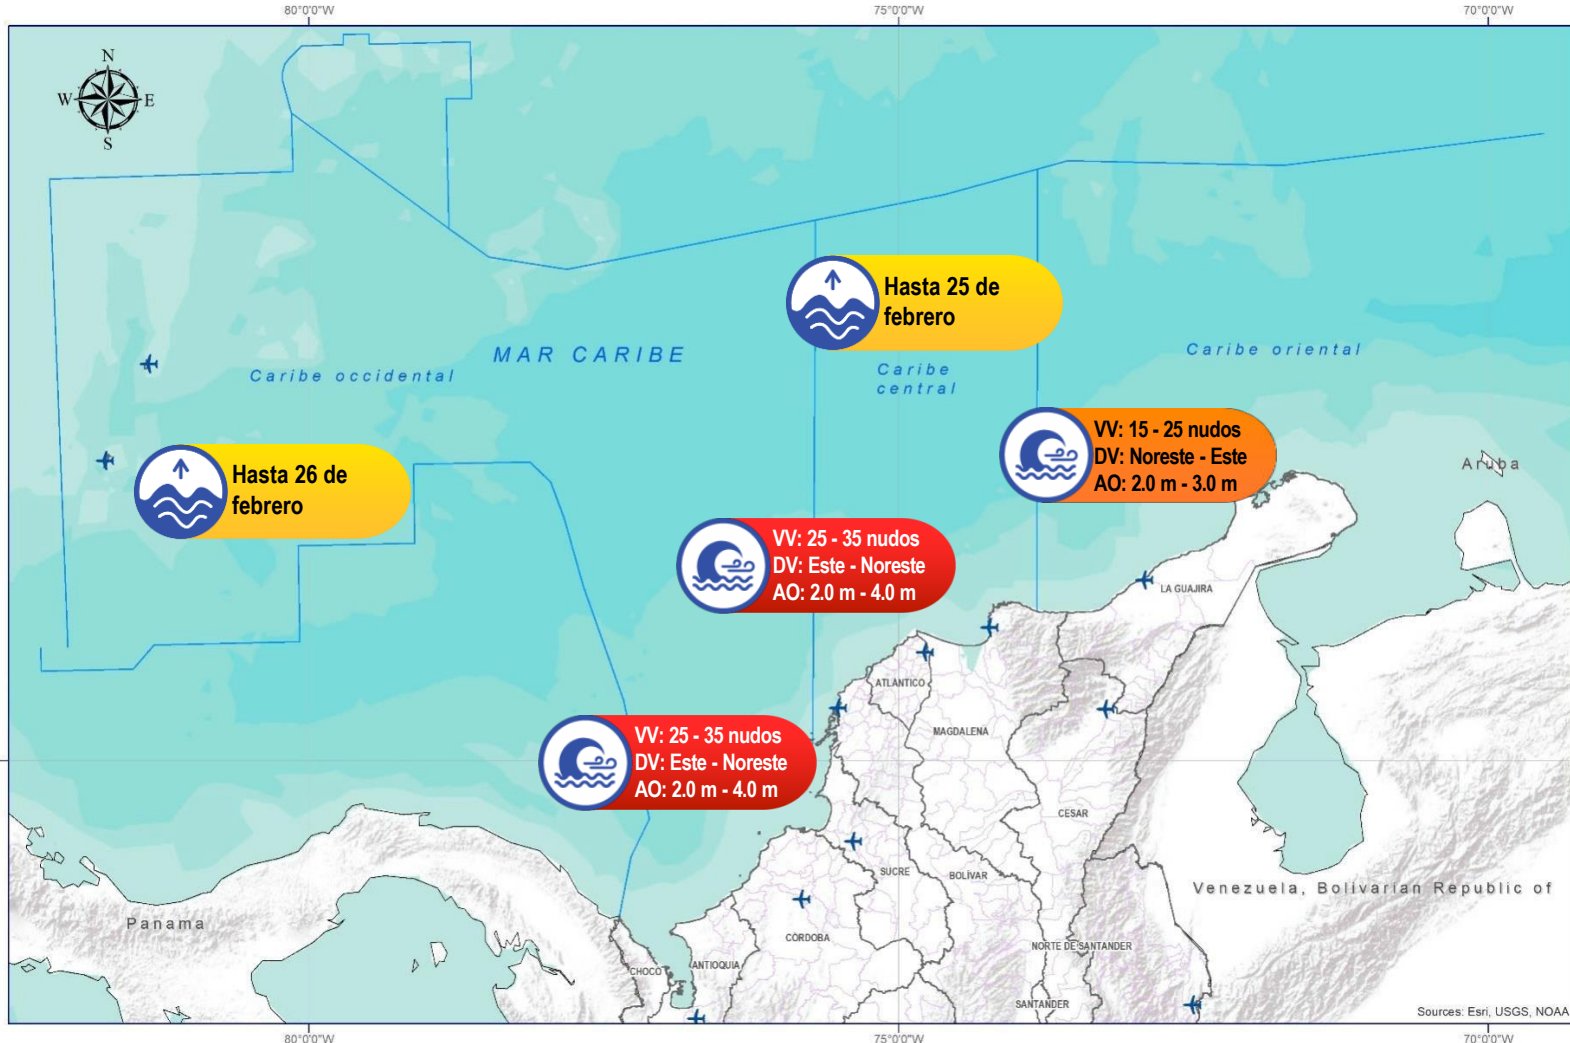 80°0'0"W
75°0'0"W
70°0'0"W
N
W
E
S
Hasta 25 de
febrero
MAR CARIBE
Caribe occidental
Caribe
central
Caribe oriental
VV: 15 - 25 nudos
DV: Noreste - Este
AO: 2.0 m - 3.0 m
Aruba
Hasta 26 de
febrero
VV: 25 - 35 nudos
DV: Este - Noreste
AO: 2.0 m - 4.0 m
LA GUAJIRA
ATLÁNTICO
VV: 25 - 35 nudos
DV: Este - Noreste
AO: 2.0 m - 4.0 m
MAGDALENA
CESAR
SUCRE
BOLÍVAR
Venezuela, Bolivarian Republic of
Panama
CÓRDOBA
NORTE DE SANTANDER
CHOCÓ
ANTIOQUIA
SANTANDER
Sources: Esri, USGS, NOAA
80°0'0"W
75°0'0"W
70°0'0"W